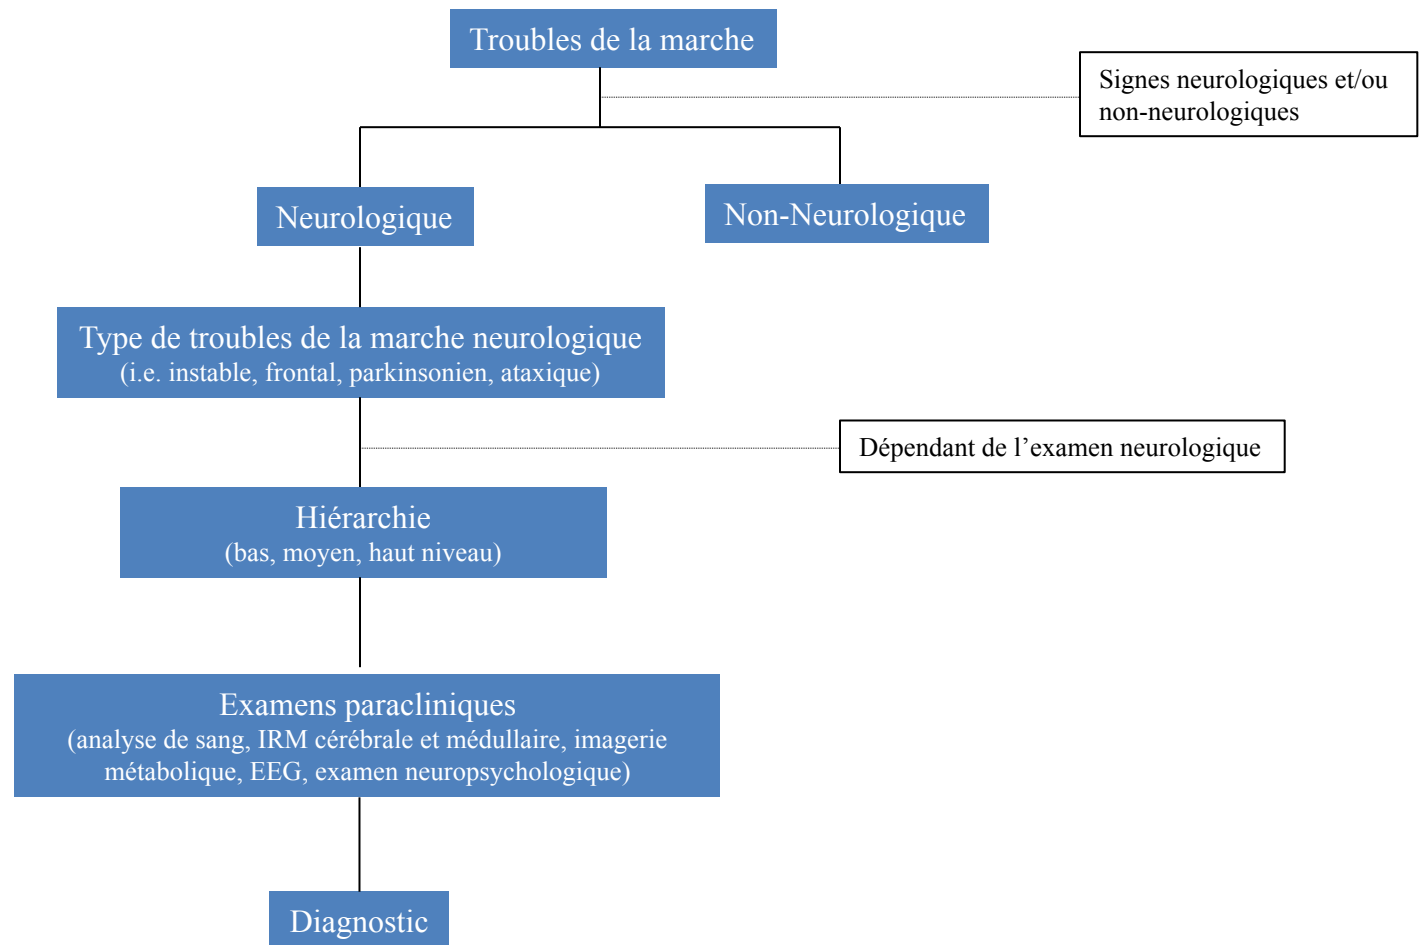 Troubles de la marche
Signes neurologiques et/ou
non-neurologiques
Neurologique
Non-Neurologique
Type de troubles de la marche neurologique
(i.e. instable, frontal, parkinsonien, ataxique)
Dépendant de l’examen neurologique
Hiérarchie
(bas, moyen, haut niveau)
Examens paracliniques
(analyse de sang, IRM cérébrale et médullaire, imagerie
métabolique, EEG, examen neuropsychologique)
Diagnostic